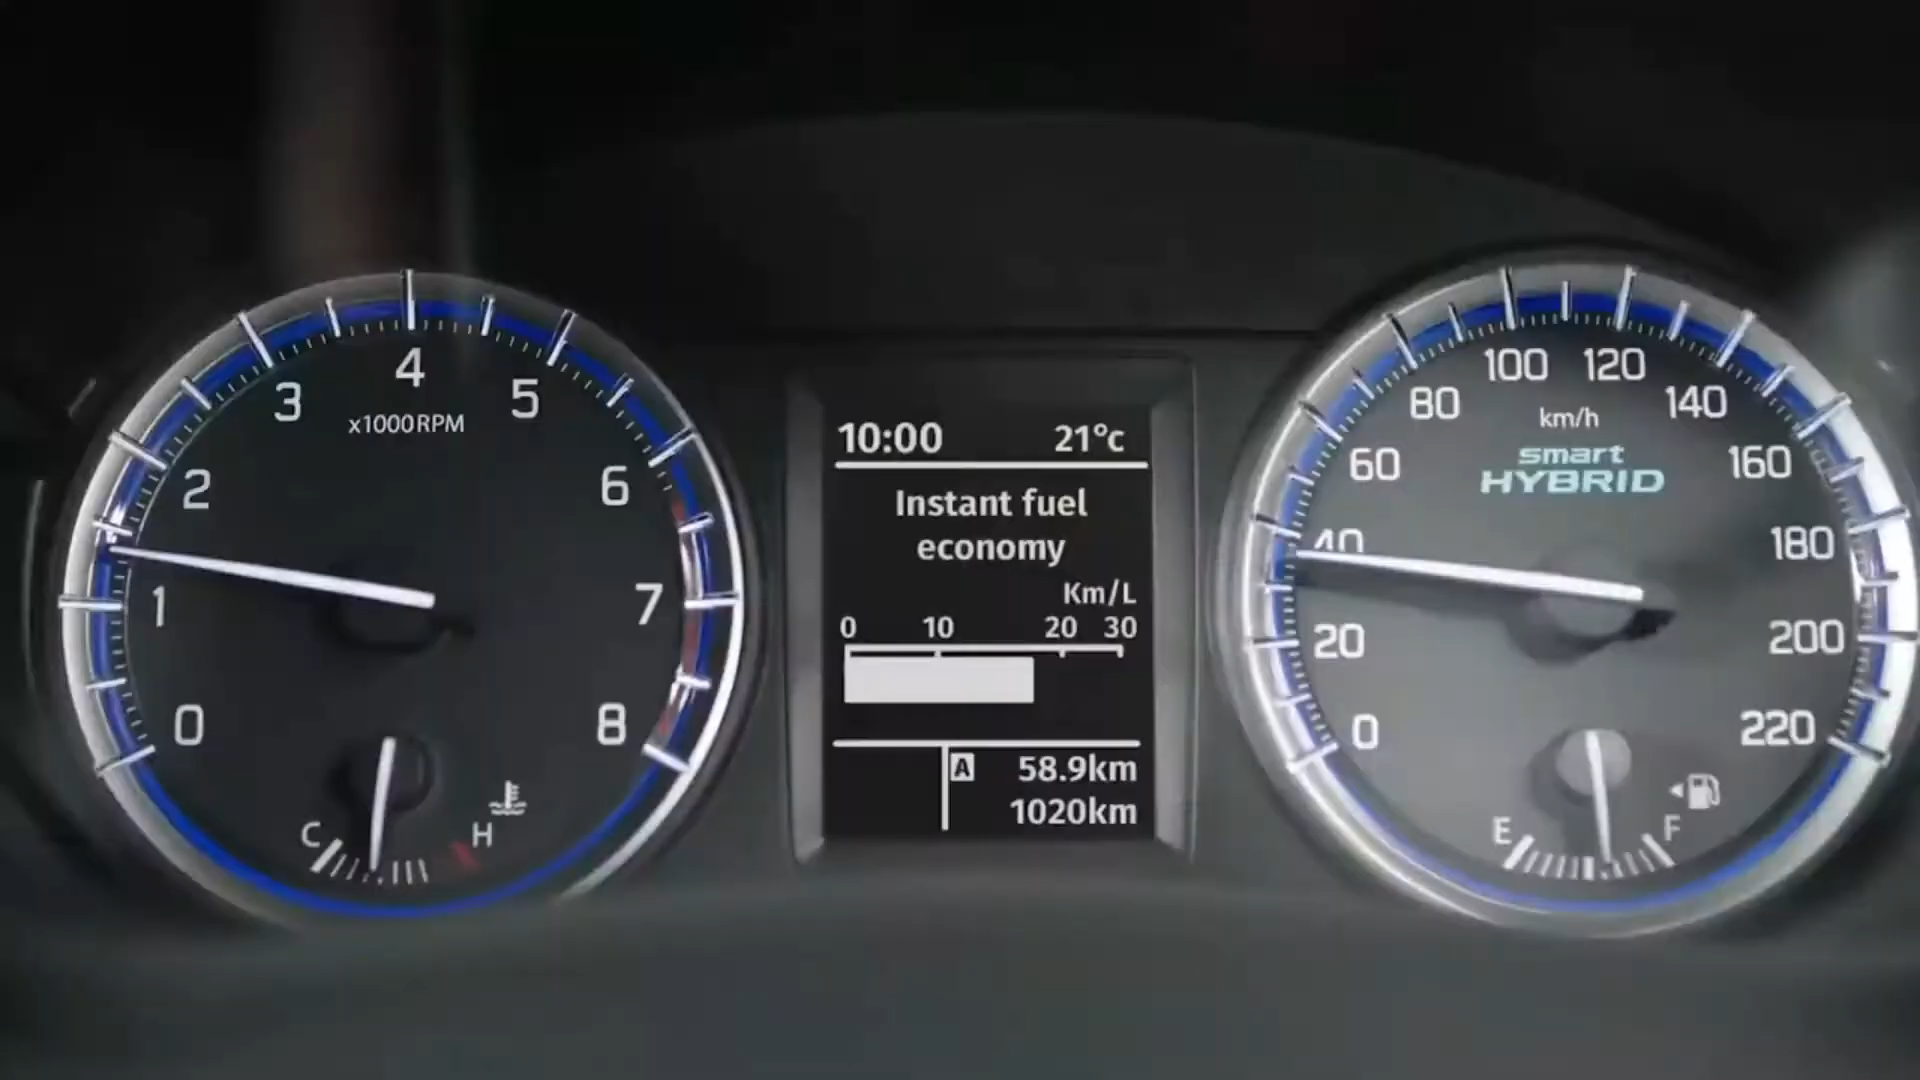 4
3
5
x1000RPM
2
6
1
7
0
8
C
H
10:00 21°c
Instant fuel
economy
Km/L
0 10 20 30
A 58.9km
1020km
100 120
80 140
km/h
smart
HYBRID
60 160
40 180
20 200
0 220
E F